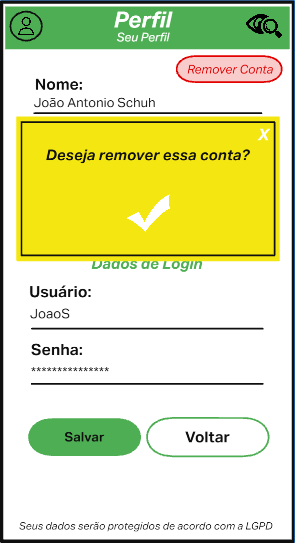 Perfil
Seu Perfil
Remover Conta
Nome:
João Antonio Schuh
X
Deseja remover essa conta?
Dados de Login
Usuário:
JoaoS
Senha:
***************
Salvar
Voltar
Seus dados serão protegidos de acordo com a LGPD